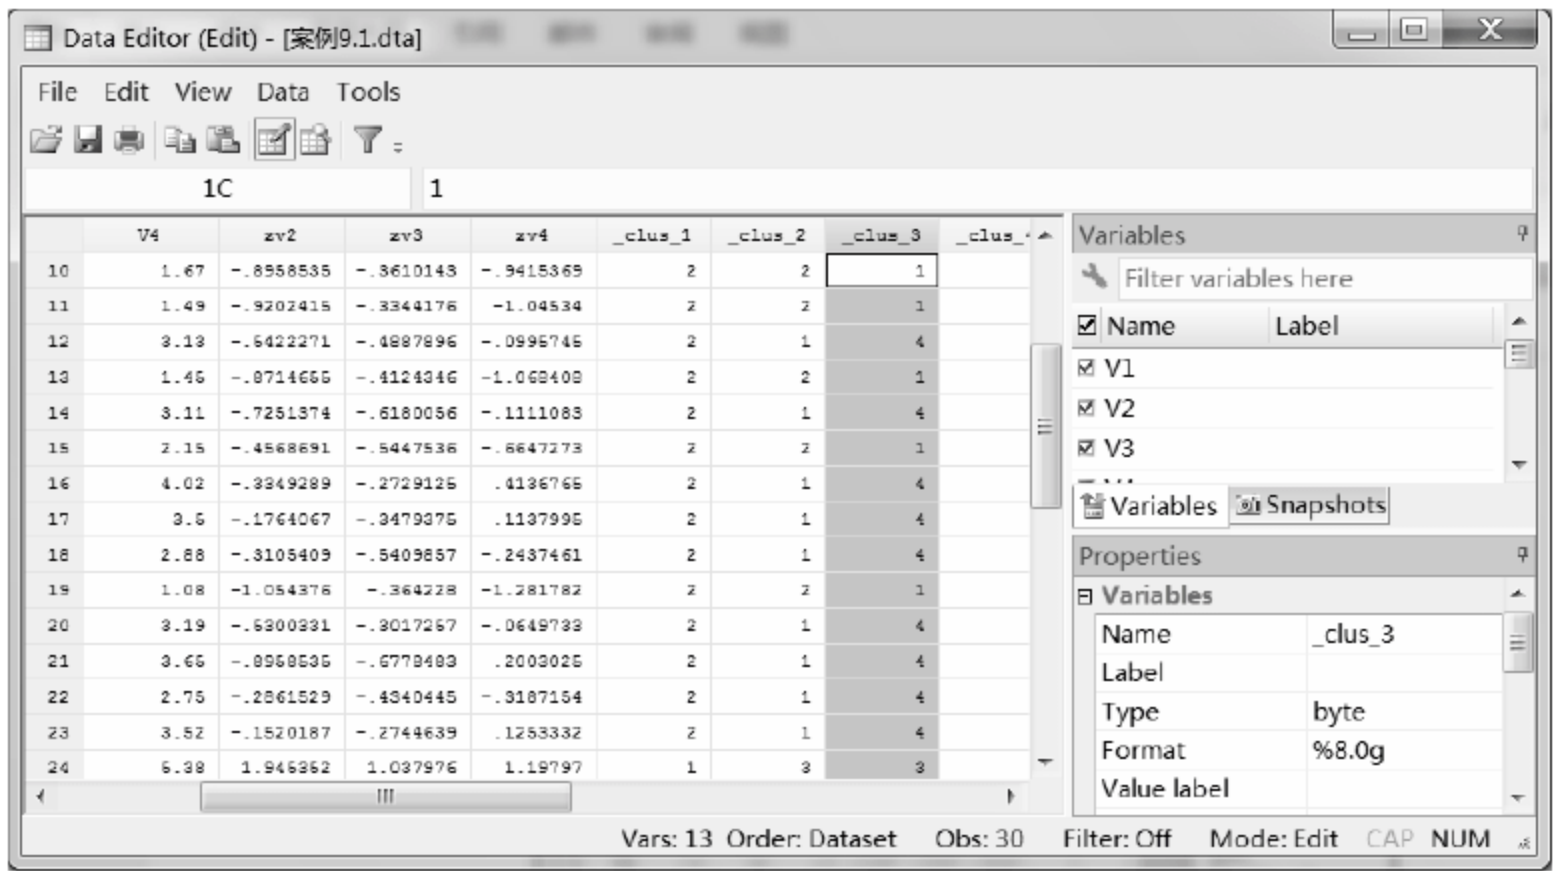 Data Editor (Edit) - [案例9.1.dta]
File Edit View Data Tools
1C 1
V4 zv2 zv3 zv4 _clus_1 _clus_2 _clus_3 _clus_
10 1.67 -.8958535 -.3610143 -.9415369 2 2 1
11 1.49 -.9202415 -.3344176 -1.04534 2 2 1
12 3.13 -.5422271 -.4887896 -.0995745 2 1 4
13 1.45 -.8714655 -.4124346 -1.068408 2 2 1
14 3.11 -.7251374 -.6180056 -.1111083 2 1 4
15 2.15 -.4568691 -.5447536 -.6647273 2 2 1
16 4.02 -.3349289 -.2729125 .4136765 2 1 4
17 3.5 -.1764067 -.3479375 .1137995 2 1 4
18 2.88 -.3105409 -.5409857 -.2437461 2 1 4
19 1.08 -1.054376 -.364228 -1.281782 2 2 1
20 3.19 -.5300331 -.3017257 -.0649733 2 1 4
21 3.65 -.8958535 -.6778483 .2003025 2 1 4
22 2.75 -.2861529 -.4340445 -.3187154 2 1 4
23 3.52 -.1520187 -.2744639 .1253332 2 1 4
24 5.38 1.945352 1.037976 1.19797 1 3 3
Variables
Filter variables here
Name Label
V1
V2
V3
Variables Snapshots
Properties
Variables
Name _clus_3
Label
Type byte
Format %8.0g
Value label
Vars: 13 Order: Dataset Obs: 30 Filter: Off Mode: Edit CAP NUM